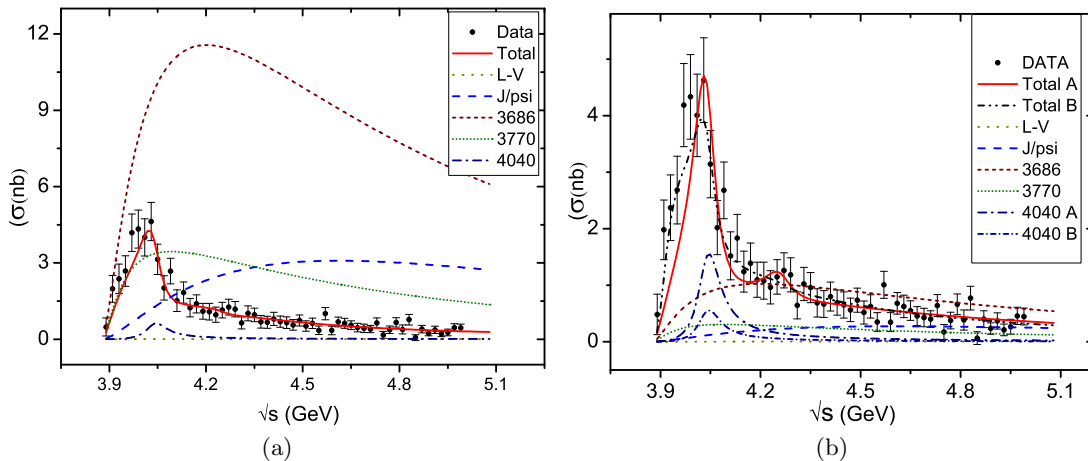 12
9
6
3
0
(σ(nb)
3.9 4.2 4.5 4.8 5.1
√s (GeV)
Data
Total
L-V
J/psi
3686
3770
4040
(a)
4
2
0
(σ(nb)
3.9 4.2 4.5 4.8 5.1
√s (GeV)
DATA
Total A
Total B
L-V
J/psi
3686
3770
4040 A
4040 B
(b)